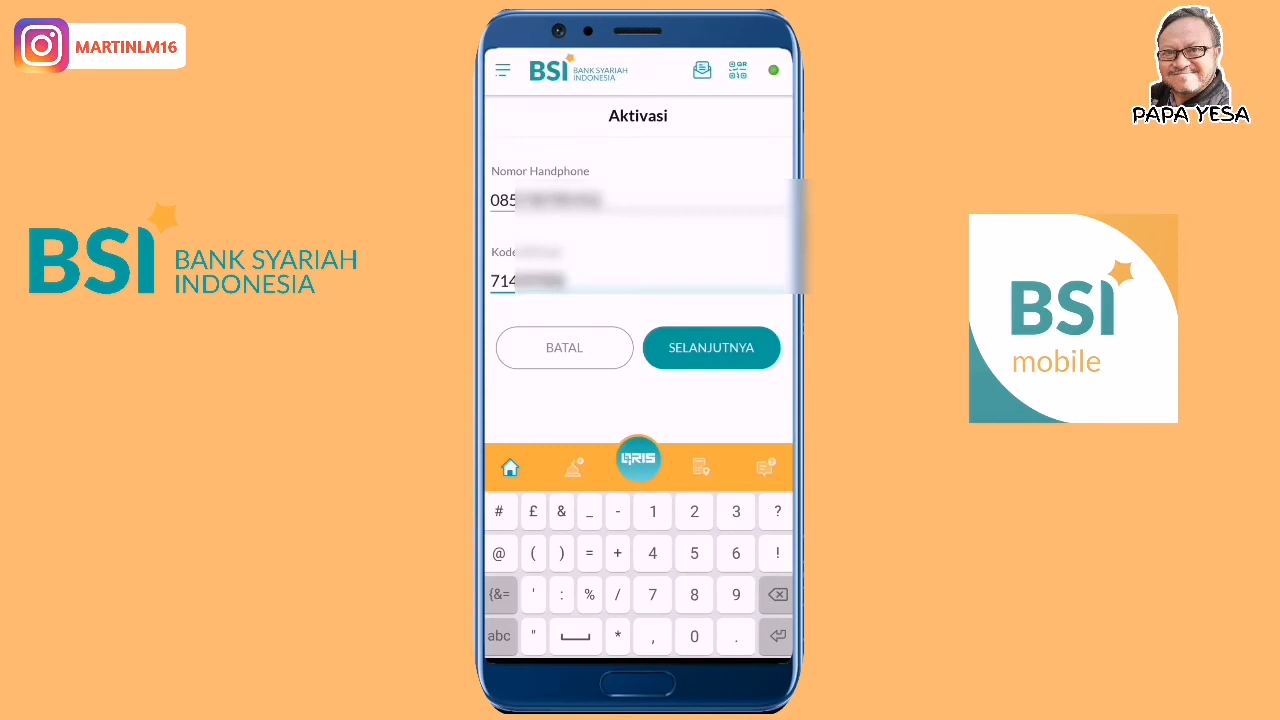 MARTINLM16
PAPA YESA
BSI BANK SYARIAH
INDONESIA
Aktivasi
Nomor Handphone
085
Kode
714
BATAL
SELANJUTNYA
QRIS
BSI BANK SYARIAH
INDONESIA
BSI
mobile
# £ & _ - 1 2 3 ?
@ ( ) = + 4 5 6 !
{&= ' : % / 7 8 9
abc " * , 0 .